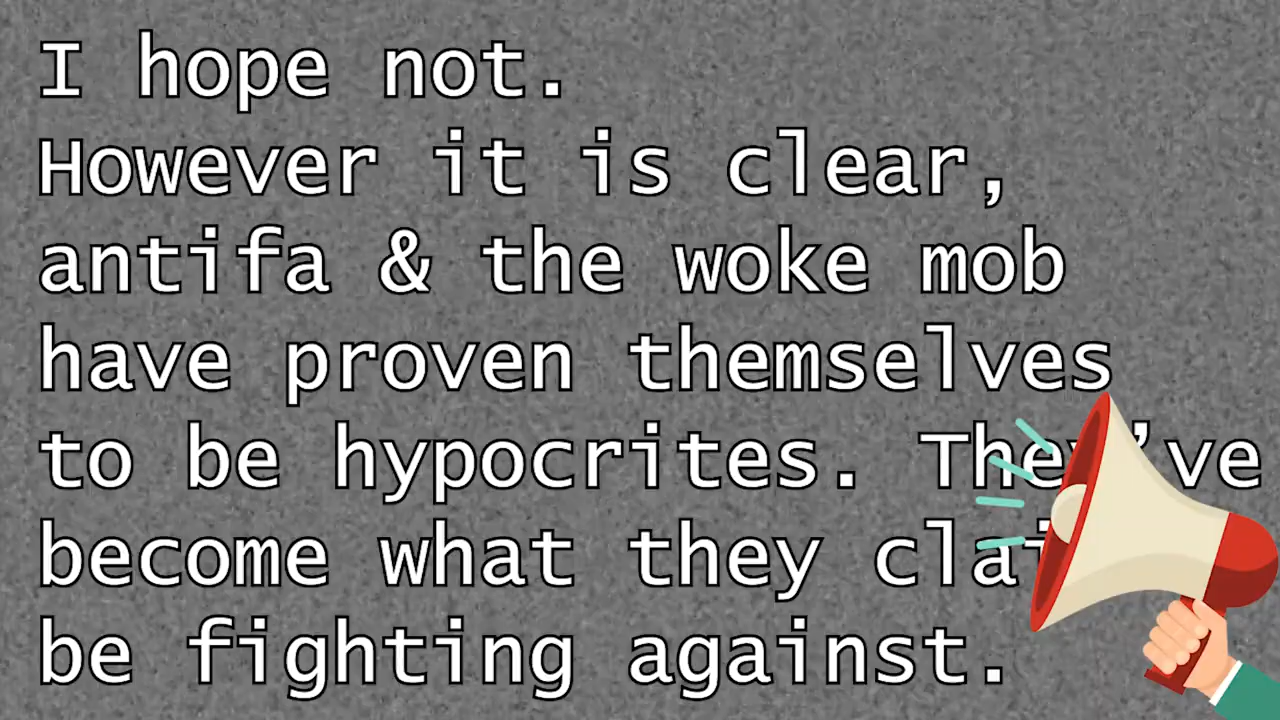 I hope not.
However it is clear,
antifa & the woke mob
have proven themselves
to be hypocrites. They've
become what they
be fighting against.